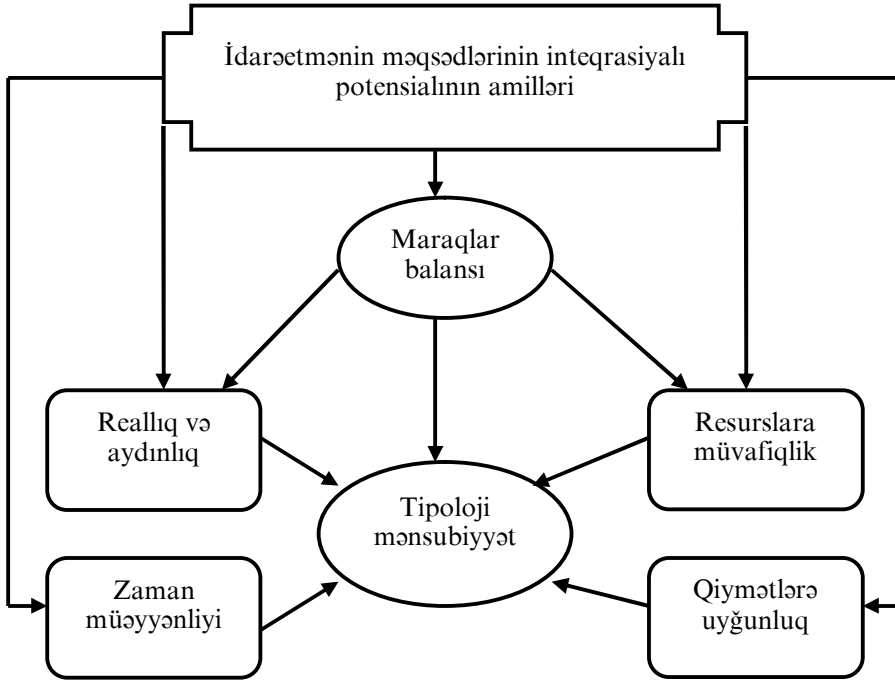 İdarəetmənin məqsədlərinin inteqrasiyalı
potensialının amilləri
Maraqlar
balansı
Reallıq və
aydınlıq
Resurslara
müvafiqlik
Tipoloji
mənsubiyyət
Zaman
müəyyənliyi
Qiymətlərə
uyğunluq